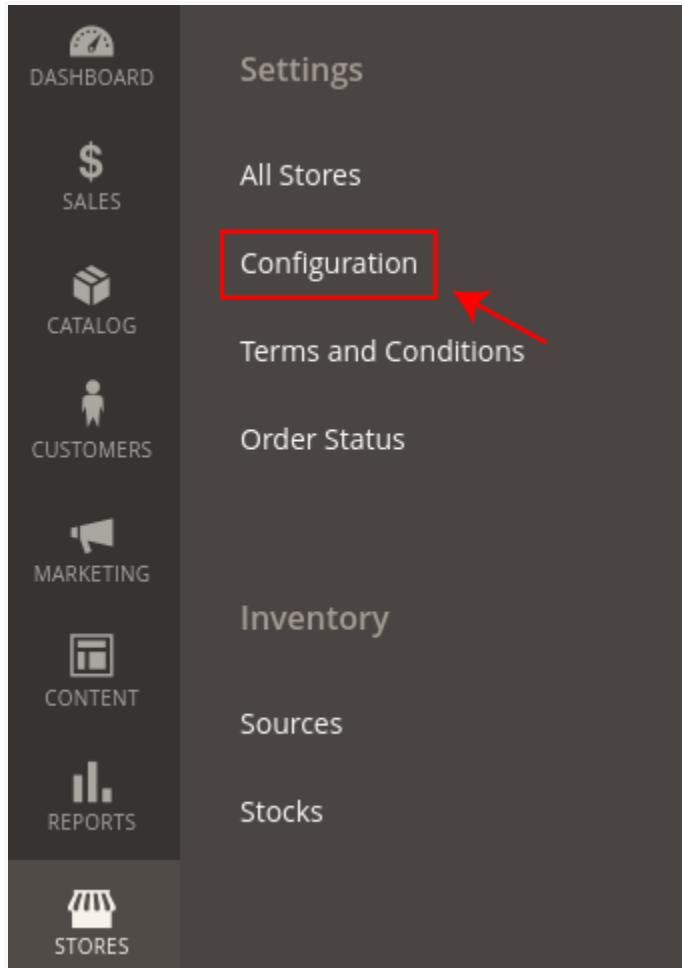 DASHBOARD
SALES
CATALOG
CUSTOMERS
MARKETING
CONTENT
REPORTS
STORES
Settings
All Stores
Configuration
Terms and Conditions
Order Status
Inventory
Sources
Stocks